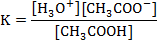 K = [H₃O⁺][CH₃COO⁻] / [CH₃COOH]